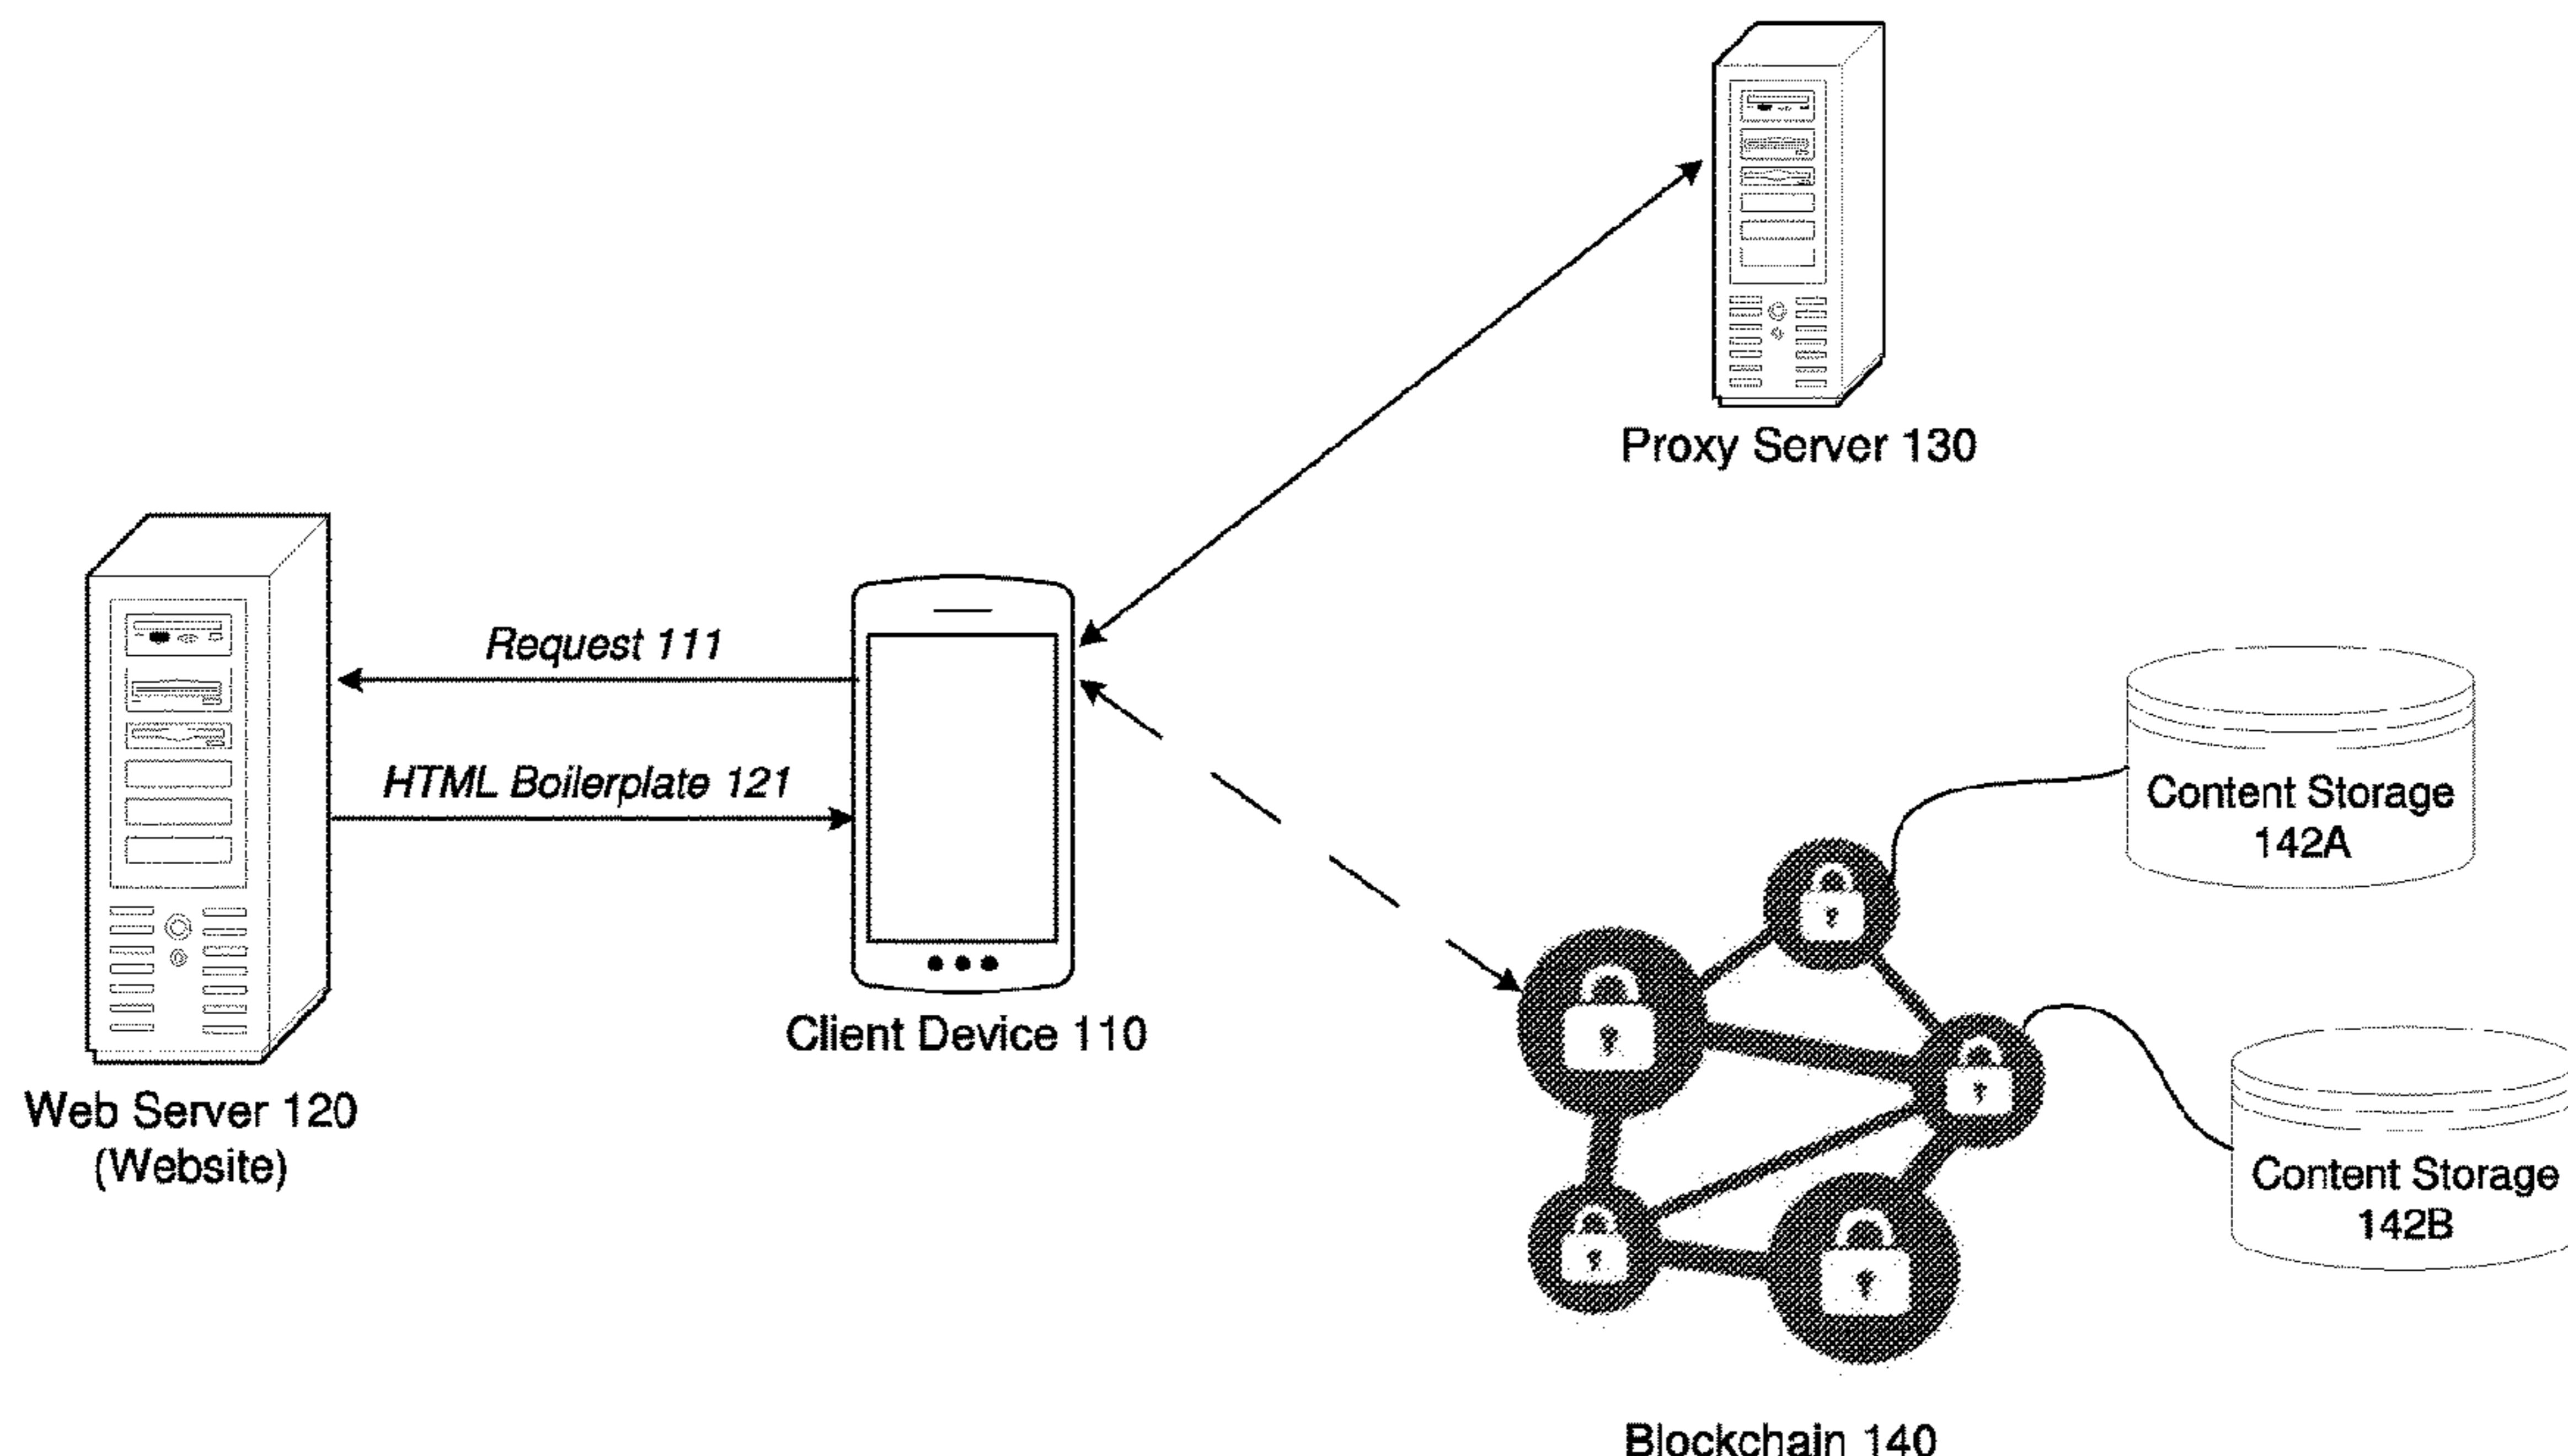 Proxy Server 130
Request 111
HTML Boilerplate 121
Client Device 110
Web Server 120
(Website)
Content Storage
142A
Content Storage
142B
Blockchain 140